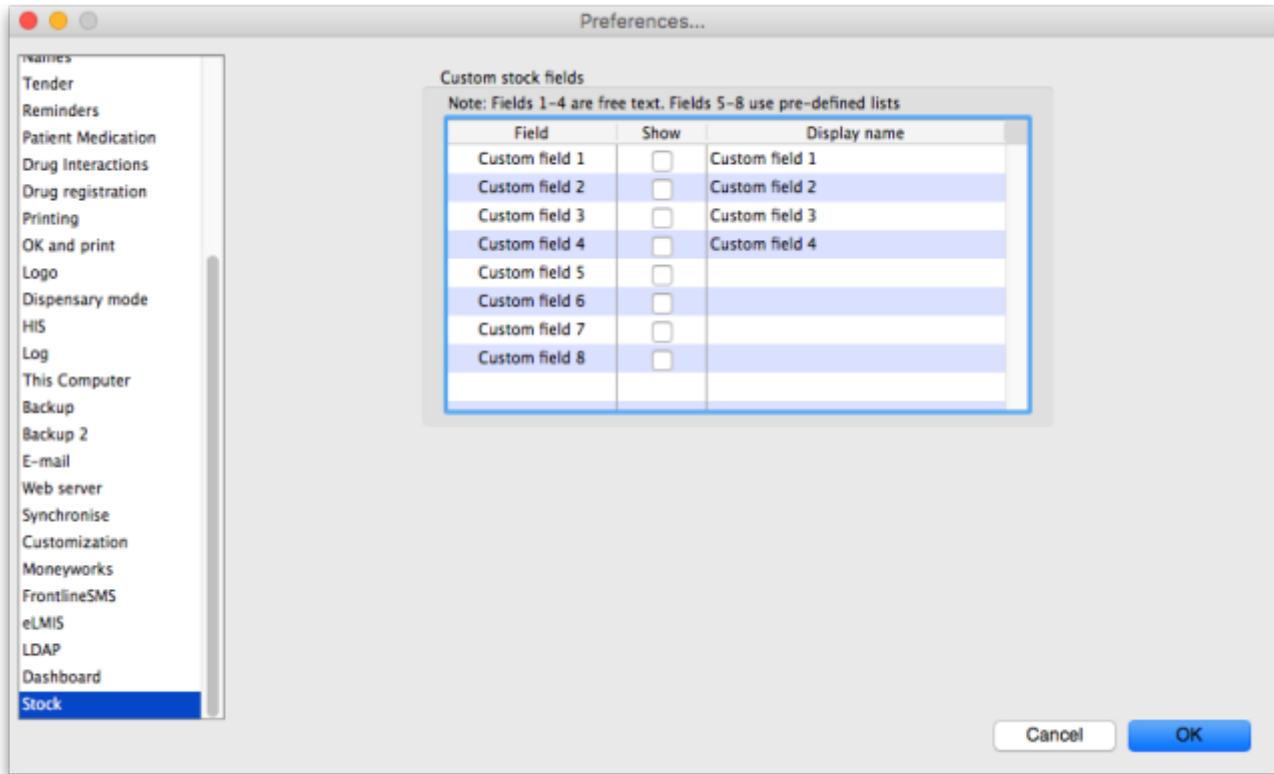 Preferences...
Names
Tender
Reminders
Patient Medication
Drug Interactions
Drug registration
Printing
OK and print
Logo
Dispensary mode
HIS
Log
This Computer
Backup
Backup 2
E-mail
Web server
Synchronise
Customization
Moneyworks
FrontlineSMS
eLMIS
LDAP
Dashboard
Stock
Custom stock fields
Note: Fields 1-4 are free text. Fields 5-8 use pre-defined lists
Field Show Display name
Custom field 1 Custom field 1
Custom field 2 Custom field 2
Custom field 3 Custom field 3
Custom field 4 Custom field 4
Custom field 5
Custom field 6
Custom field 7
Custom field 8
Cancel OK